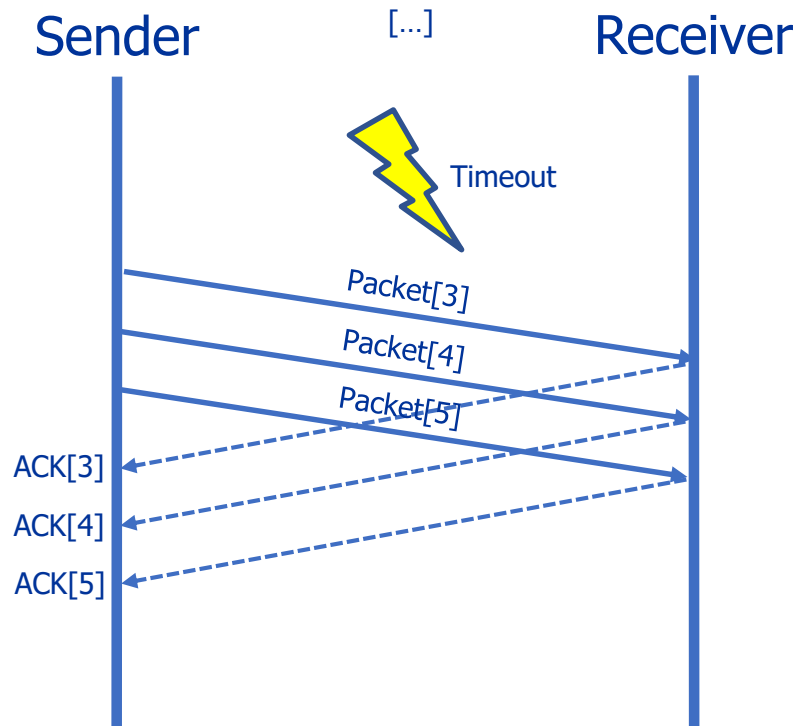 Sender
[…]
Receiver
Timeout
Packet[3]
Packet[4]
Packet[5]
ACK[3]
ACK[4]
ACK[5]